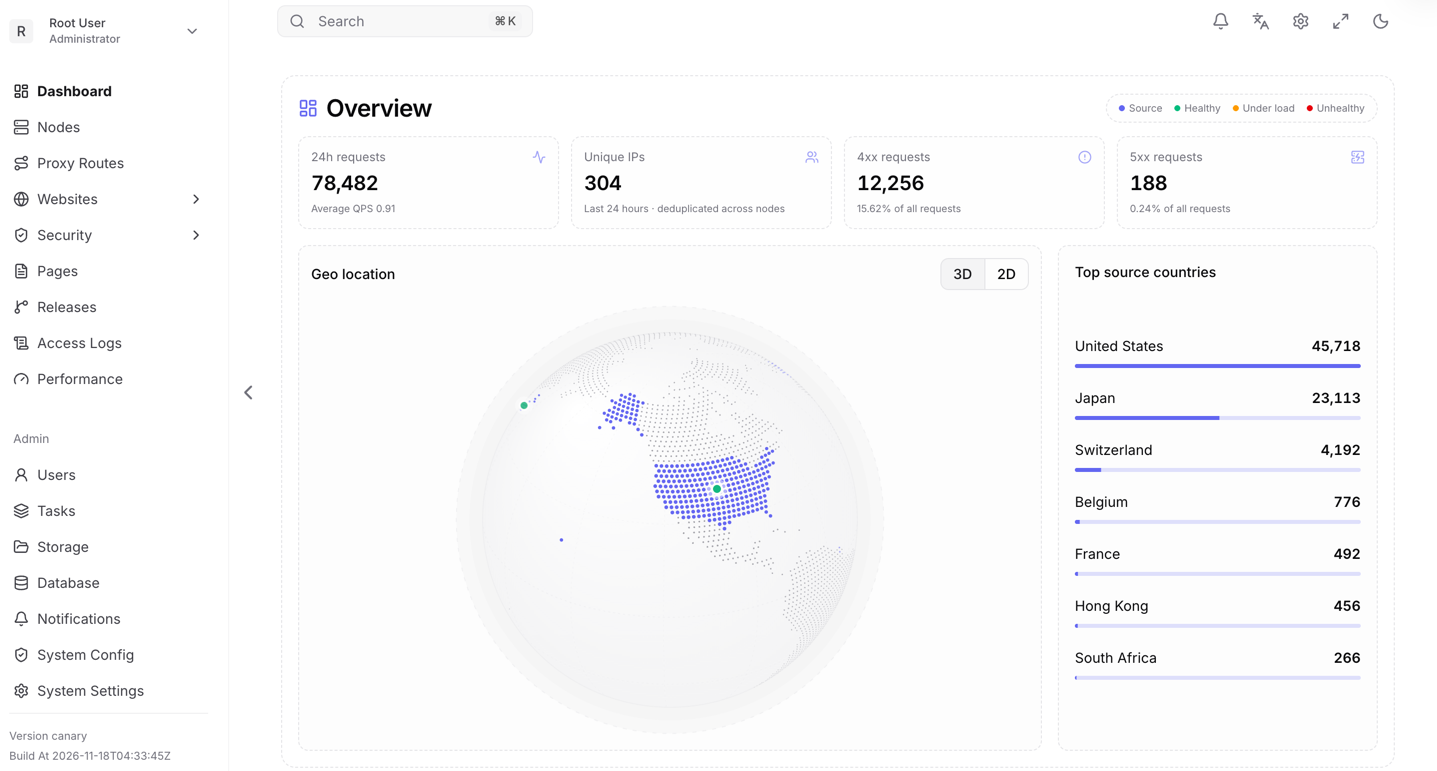 R
Root User
Administrator
Dashboard
Nodes
Proxy Routes
Websites
Security
Pages
Releases
Access Logs
Performance
Admin
Users
Tasks
Storage
Database
Notifications
System Config
System Settings
Version canary
Build At 2026-11-18T04:33:45Z
Search ⌘ K
Overview
Source Healthy Under load Unhealthy
24h requests
78,482
Average QPS 0.91
Unique IPs
304
Last 24 hours · deduplicated across nodes
4xx requests
12,256
15.62% of all requests
5xx requests
188
0.24% of all requests
Geo location
3D 2D
Top source countries
United States 45,718
Japan 23,113
Switzerland 4,192
Belgium 776
France 492
Hong Kong 456
South Africa 266